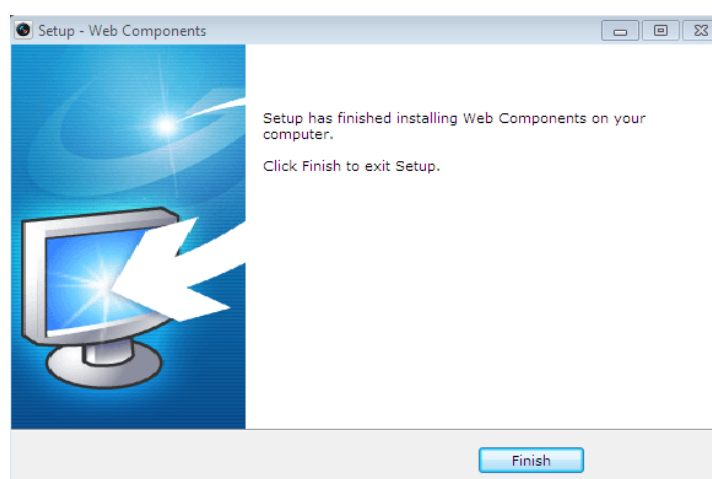 Setup - Web Components
Setup has finished installing Web Components on your
computer.
Click Finish to exit Setup.
Finish